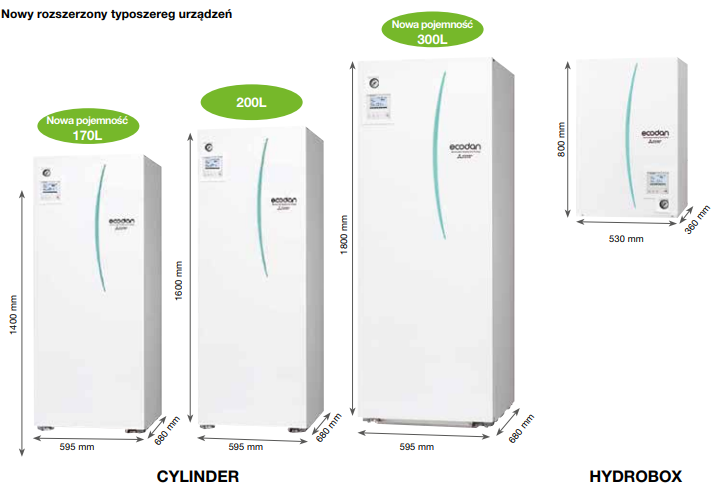 Nowy rozszerzony typoszereg urządzeń
Nowa pojemność
300L
200L
Nowa pojemność
170L
ecodan
ecodan
ecodan
1400 mm
595 mm
680 mm
1600 mm
595 mm
680 mm
1800 mm
595 mm
680 mm
800 mm
530 mm
360 mm
CYLINDER
HYDROBOX